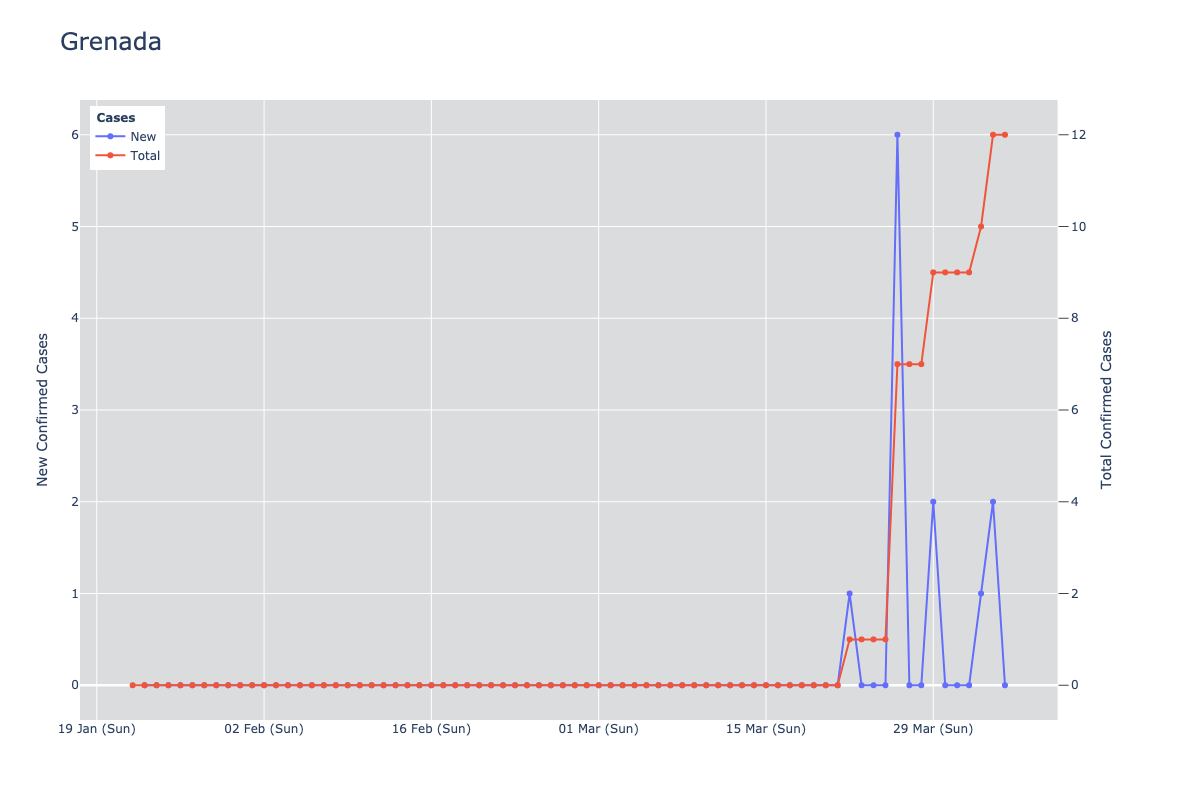 Grenada
Cases
New
Total
6
5
4
3
2
1
0
New Confirmed Cases
12
10
8
6
4
2
0
Total Confirmed Cases
19 Jan (Sun) 02 Feb (Sun) 16 Feb (Sun) 01 Mar (Sun) 15 Mar (Sun) 29 Mar (Sun)